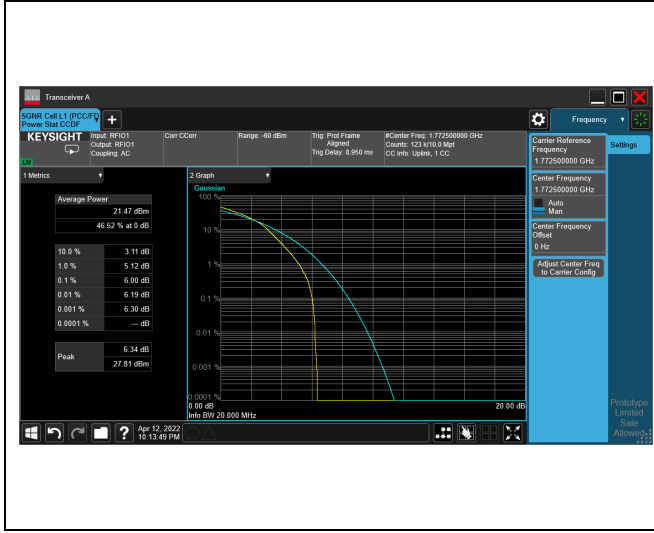 Transceiver A
5GNR Cell L1 (PCC/FD
Power Stat CCDF
Frequency
KEYSIGHT
Input: RFIO1
Output: RFIO1
Coupling: AC
Corr CCorr
Range: -60 dBm
Trig: Prot Frame
Aligned
Trig Delay: 8.950 ms
#Center Freq: 1.772500000 GHz
Counts: 123 k/10.0 Mpt
CC Info: Uplink, 1 CC
LNI
Carrier Reference
Frequency
1.772500000 GHz
Settings
Center Frequency
1.772500000 GHz
Auto
Man
Center Frequency
Offset
0 Hz
Adjust Center Freq
to Carrier Config
1 Metrics
Average Power
21.47 dBm
46.52 % at 0 dB
10.0 % 3.11 dB
1.0 % 5.12 dB
0.1 % 6.00 dB
0.01 % 6.19 dB
0.001 % 6.30 dB
0.0001 % --- dB
Peak
6.34 dB
27.81 dBm
2 Graph
Gaussian
100 %
10 %
1 %
0.1 %
0.01 %
0.001 %
0.0001 %
0.00 dB
20.00 dB
Info BW 20.000 MHz
Prototype
Limited
Sale
Allowed
?
Apr 12, 2022
10:13:49 PM